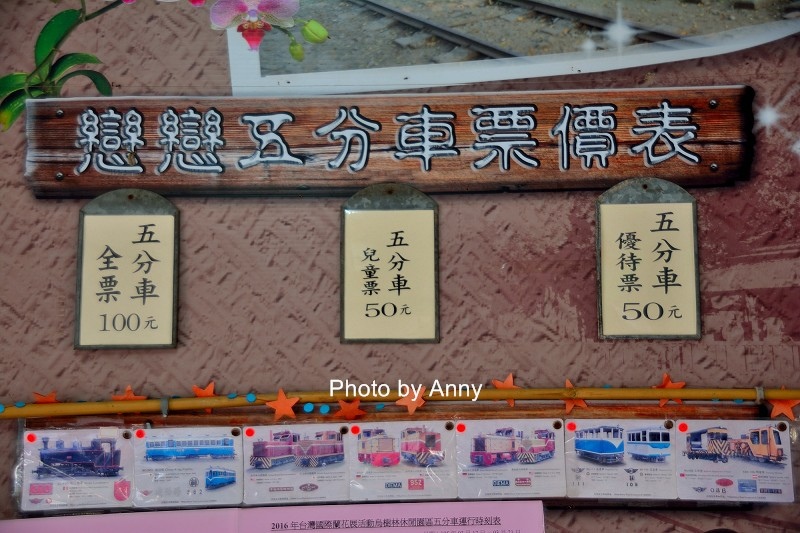 戀戀五分車票價表
五分車
全票
100元
五分車
兒童票
50元
五分車
優待票
50元
Photo by Anny
DIEMA
952
DIEMA
2016年台灣國際蘭花展活動烏樹林休閒園區五分車運行時刻表